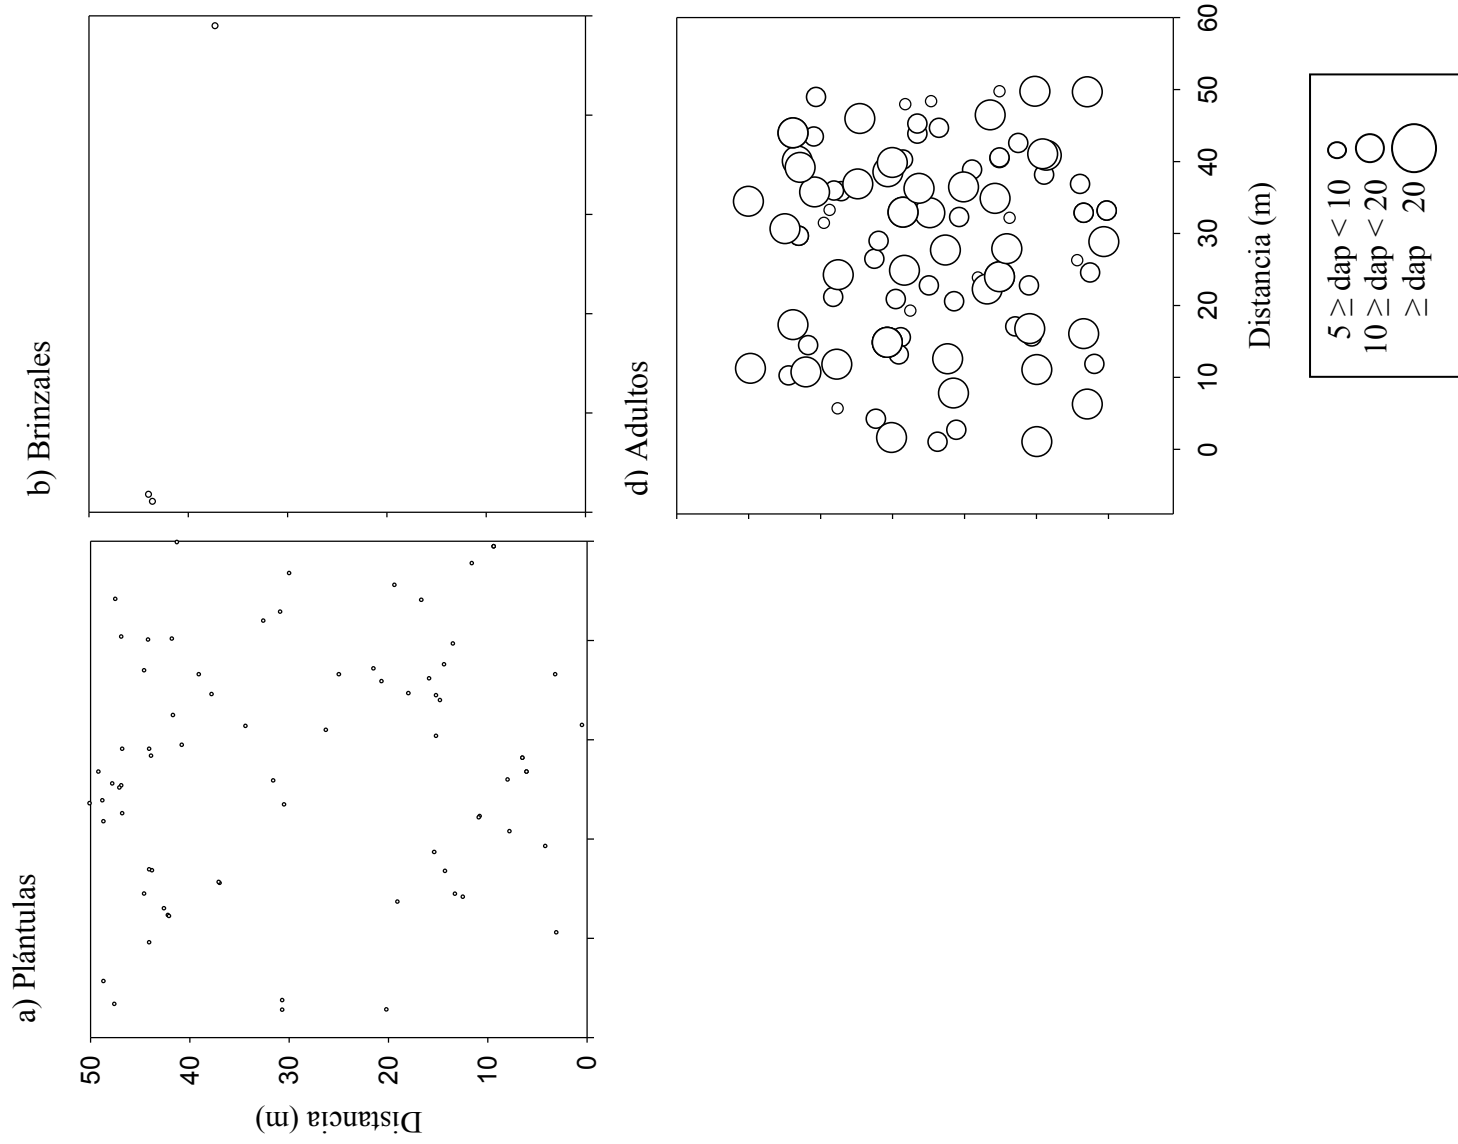 a) Plántulas
50
40
30
20
10
0
Distancia (m)
b) Brinzales
d) Adultos
0
10
20
30
40
50
60
Distancia (m)
5 ≥ dap < 10
10 ≥ dap < 20
≥ dap 20